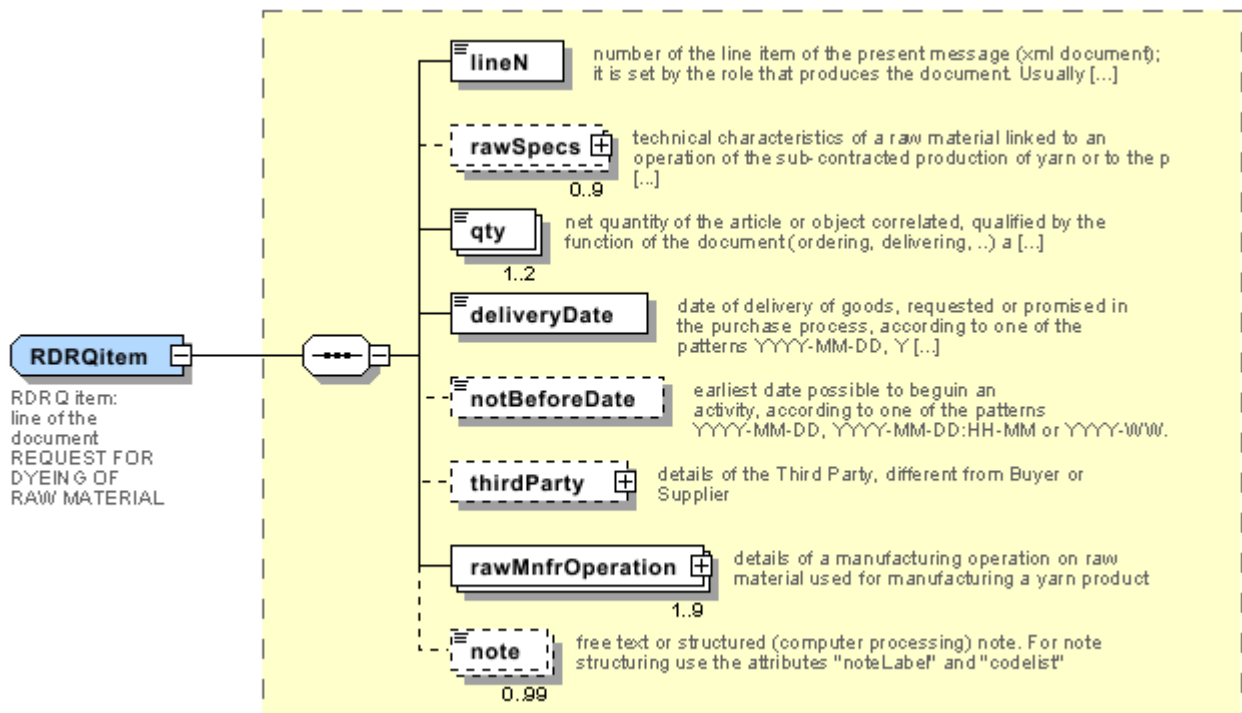 lineN
number of the line item of the present message (xml document);
it is set by the role that produces the document. Usually [...]
rawSpecs
technical characteristics of a raw material linked to an
operation of the sub-contracted production of yarn or to the p
[...]
0..9
qty
net quantity of the article or object correlated, qualified by the
function of the document (ordering, delivering, ..) a [...]
1..2
deliveryDate
date of delivery of goods, requested or promised in
the purchase process, according to one of the
patterns YYYY-MM-DD, Y [...]
RDRQitem
RDRQ item:
line of the
document
REQUEST FOR
DYEING OF
RAW MATERIAL
notBeforeDate
earliest date possible to beguin an
activity, according to one of the patterns
YYYY-MM-DD, YYYY-MM-DD:HH-MM or YYYY-WW.
thirdParty
details of the Third Party, different from Buyer or
Supplier
rawMnfrOperation
details of a manufacturing operation on raw
material used for manufacturing a yarn product
1..9
note
free text or structured (computer processing) note. For note
structuring use the attributes "noteLabel" and "codelist"
0..99